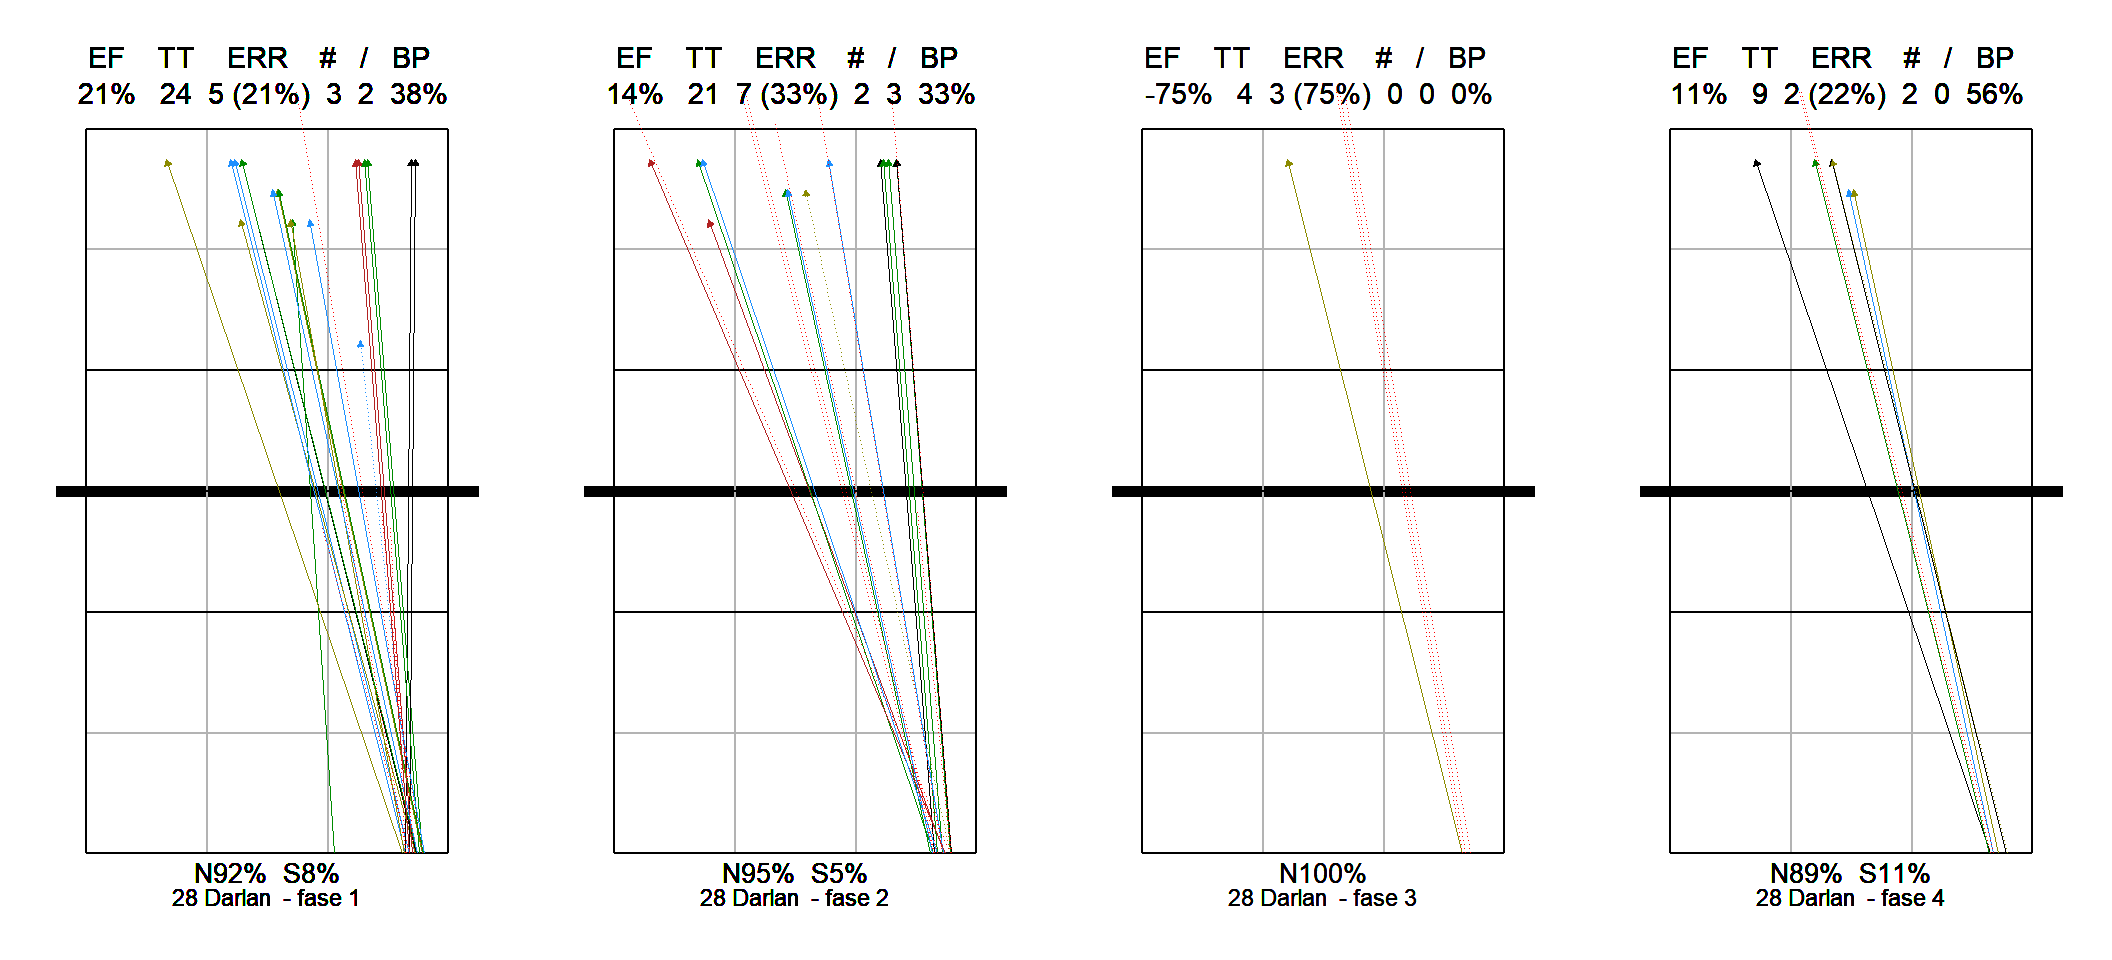 EF TT ERR # / BP
21% 24 5 (21%) 3 2 38%
N92% S8%
28 Darlan - fase 1
EF TT ERR # / BP
14% 21 7 (33%) 2 3 33%
N95% S5%
28 Darlan - fase 2
EF TT ERR # / BP
-75% 4 3 (75%) 0 0 0%
N100%
28 Darlan - fase 3
EF TT ERR # / BP
11% 9 2 (22%) 2 0 56%
N89% S11%
28 Darlan - fase 4